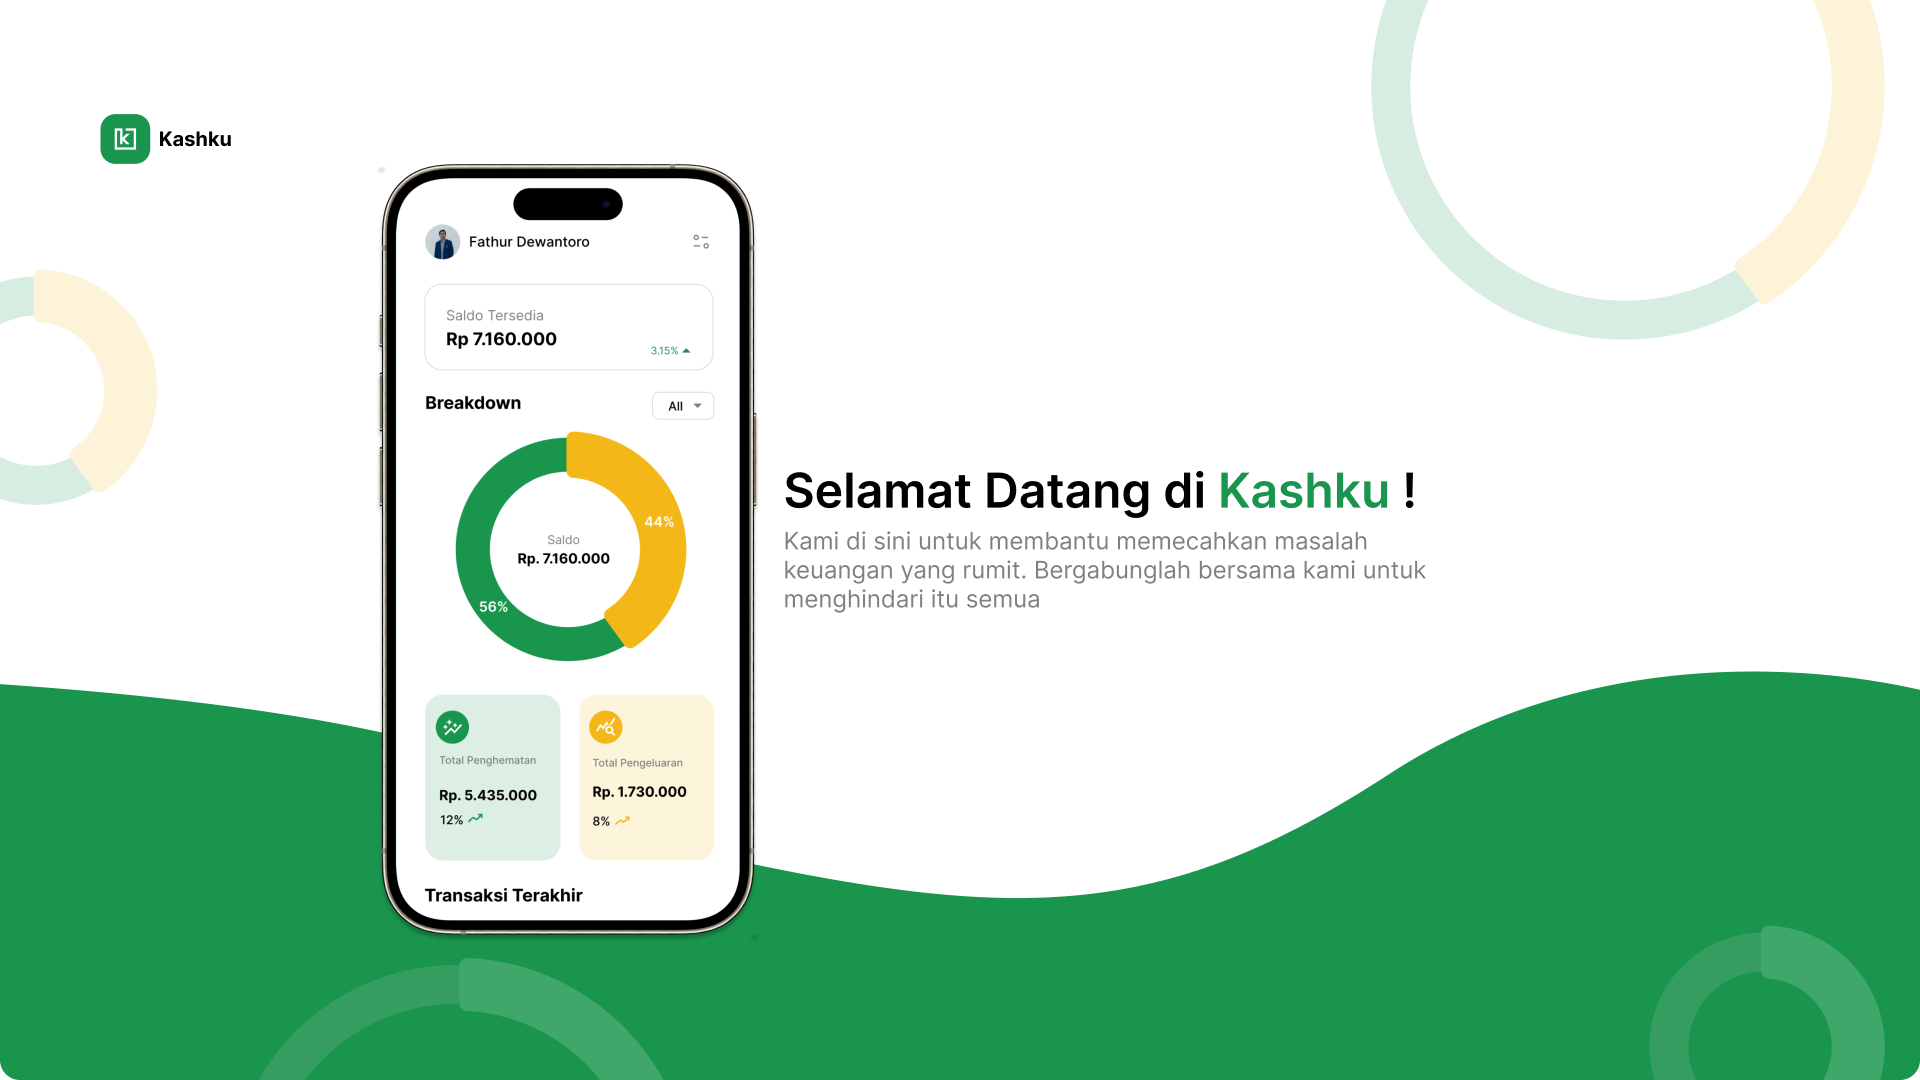 Kashku
Fathur Dewantoro
Saldo Tersedia
Rp 7.160.000
3.15%
Breakdown
All
44%
Saldo
Rp. 7.160.000
56%
Total Penghematan
Rp. 5.435.000
12%
Total Pengeluaran
Rp. 1.730.000
8%
Transaksi Terakhir
Selamat Datang di Kashku !
Kami di sini untuk membantu memecahkan masalah
keuangan yang rumit. Bergabunglah bersama kami untuk
menghindari itu semua